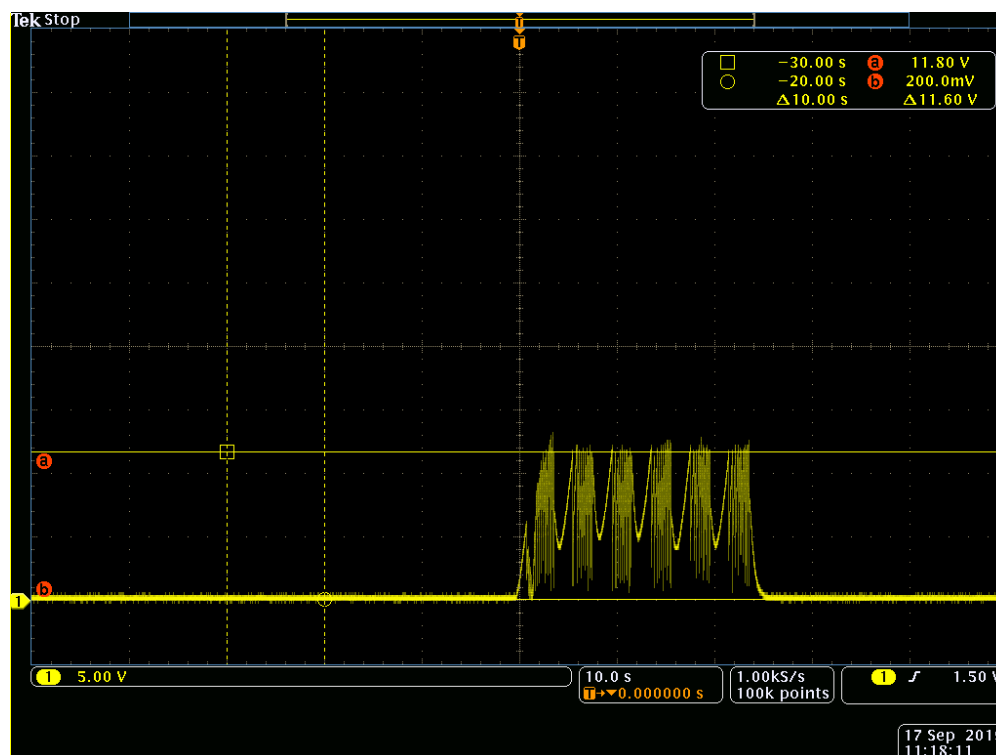 Tek Stop
T
T
−30.00 s a 11.80 V
−20.00 s b 200.0mV
Δ10.00 s Δ11.60 V
a
b
1
1 5.00 V
10.0 s
T→▼0.000000 s
1.00kS/s
100k points
1 1.50 V
17 Sep 201
11:18:11